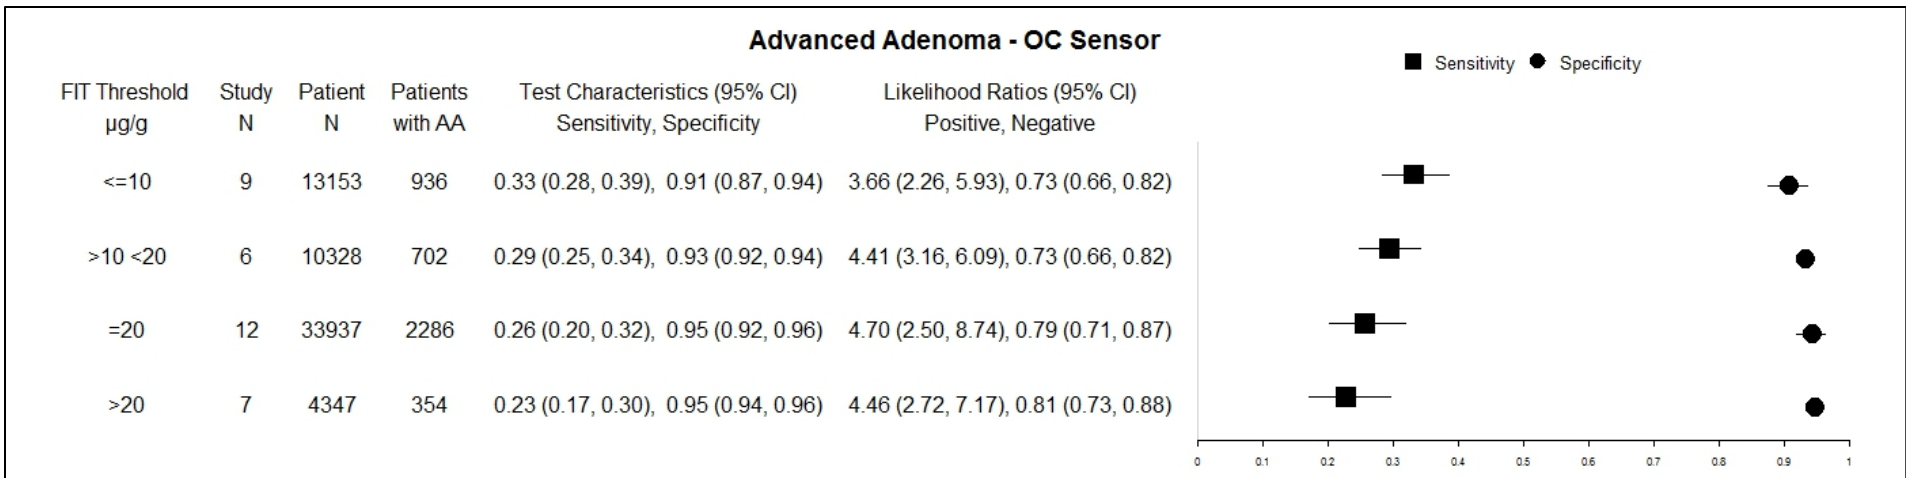 Advanced Adenoma - OC Sensor
Sensitivity Specificity
FIT Threshold Study Patient Patients Test Characteristics (95% CI) Likelihood Ratios (95% CI)
µg/g N N with AA Sensitivity, Specificity Positive, Negative
<=10 9 13153 936 0.33 (0.28, 0.39), 0.91 (0.87, 0.94) 3.66 (2.26, 5.93), 0.73 (0.66, 0.82)
>10 <20 6 10328 702 0.29 (0.25, 0.34), 0.93 (0.92, 0.94) 4.41 (3.16, 6.09), 0.73 (0.66, 0.82)
=20 12 33937 2286 0.26 (0.20, 0.32), 0.95 (0.92, 0.96) 4.70 (2.50, 8.74), 0.79 (0.71, 0.87)
>20 7 4347 354 0.23 (0.17, 0.30), 0.95 (0.94, 0.96) 4.46 (2.72, 7.17), 0.81 (0.73, 0.88)
0 0.1 0.2 0.3 0.4 0.5 0.6 0.7 0.8 0.9 1